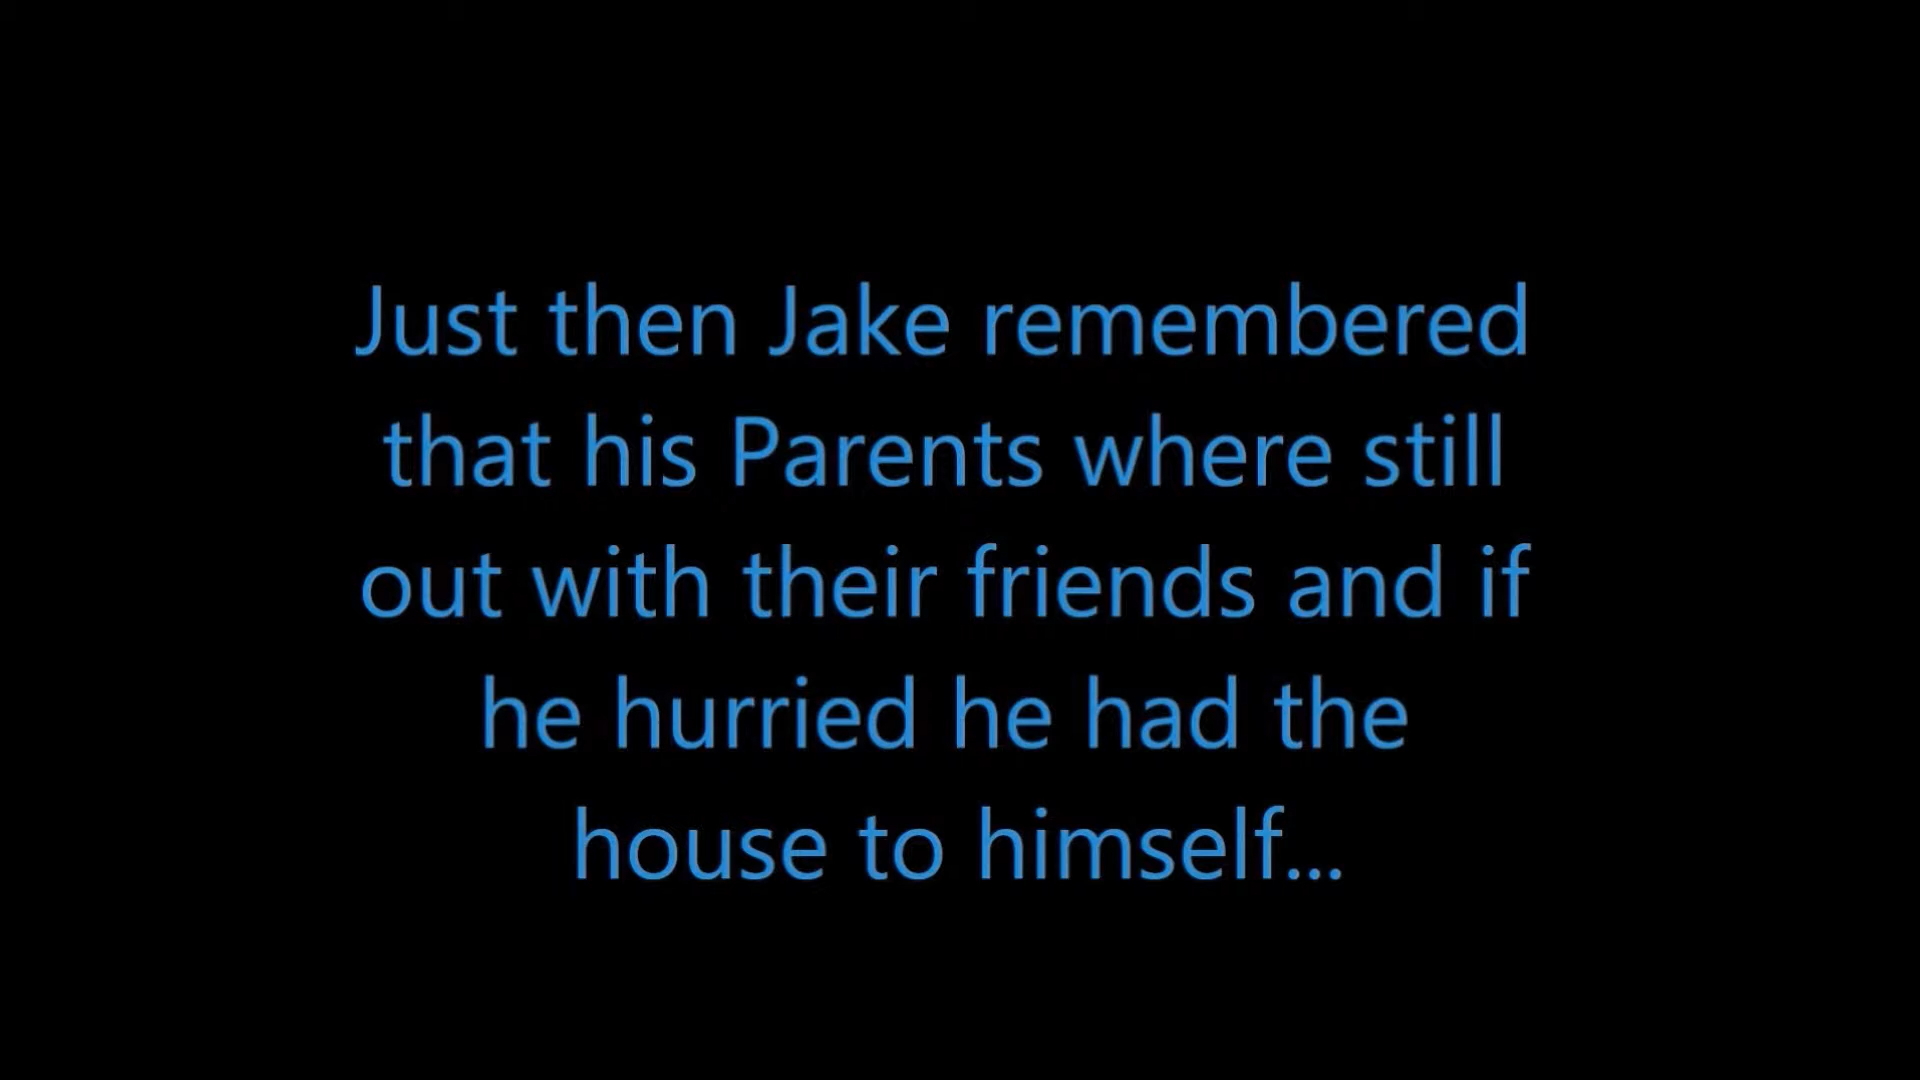 Just then Jake remembered
that his Parents where still
out with their friends and if
he hurried he had the
house to himself...